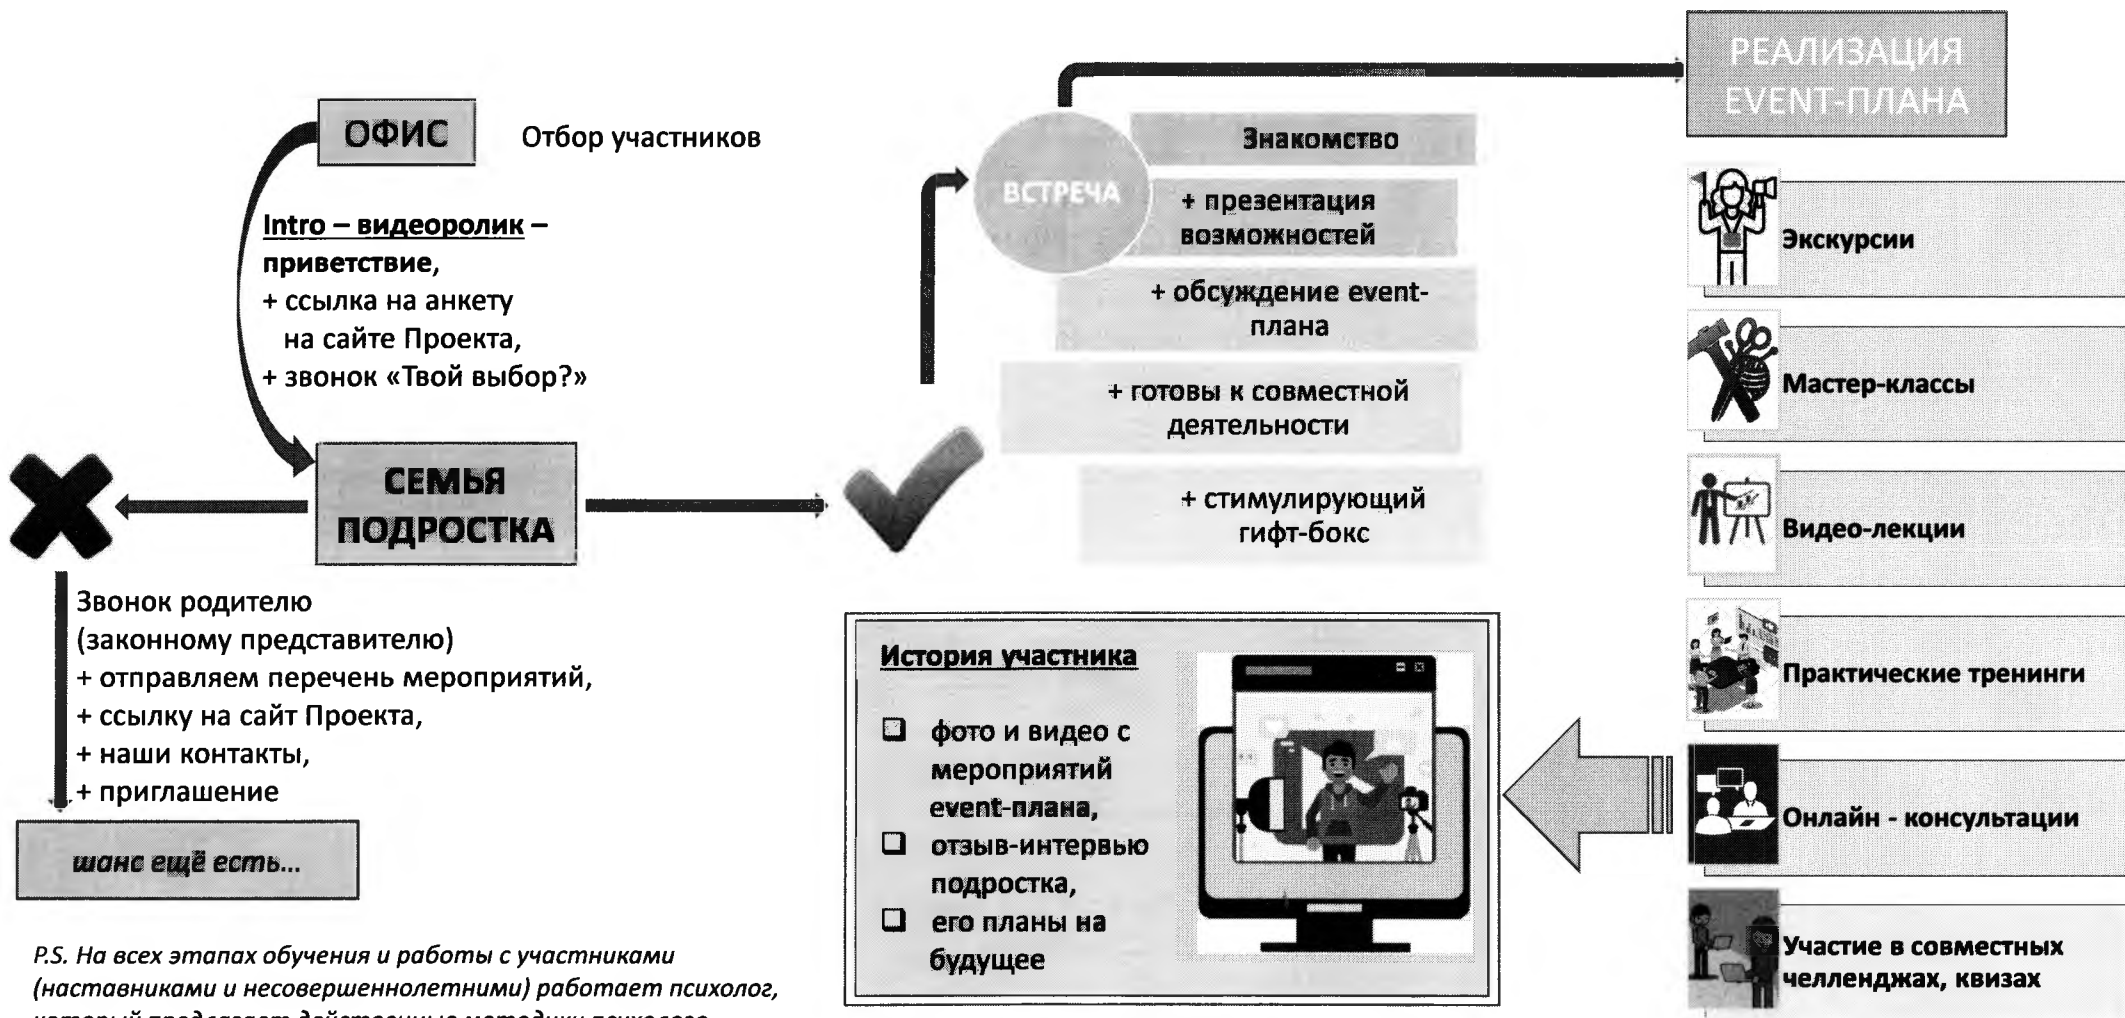 ОФИС
Отбор участников
Intro – видеоролик –
приветствие,
+ ссылка на анкету
на сайте Проекта,
+ звонок «Твой выбор?»
СЕМЬЯ
ПОДРОСТКА
Звонок родителю
(законному представителю)
+ отправляем перечень мероприятий,
+ ссылку на сайт Проекта,
+ наши контакты,
+ приглашение
шанс ещё есть...
P.S. На всех этапах обучения и работы с участниками
(наставниками и несовершеннолетними) работает психолог,
ВСТРЕЧА
Знакомство
+ презентация
возможностей
+ обсуждение event-
плана
+ готовы к совместной
деятельности
+ стимулирующий
гифт-бокс
История участника
фото и видео с
мероприятий
event-плана,
отзыв-интервью
подростка,
его планы на
будущее
РЕАЛИЗАЦИЯ
EVENT-ПЛАНА
Экскурсии
Мастер-классы
Видео-лекции
Практические тренинги
Онлайн - консультации
Участие в совместных
челленджах, квизах